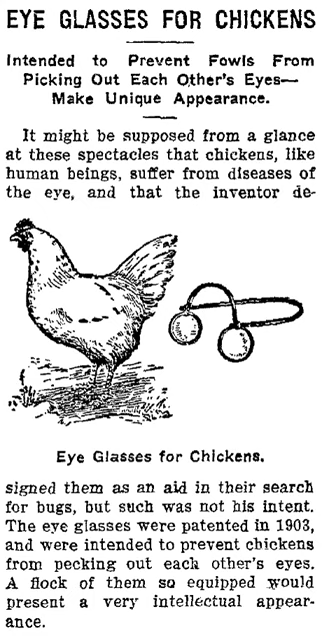 EYE GLASSES FOR CHICKENS
Intended to Prevent Fowls From
Picking Out Each Other's Eyes—
Make Unique Appearance.
It might be supposed from a glance
at these spectacles that chickens, like
human beings, suffer from diseases of
the eye, and that the inventor de-
Eye Glasses for Chickens.
signed them as an aid in their search
for bugs, but such was not his intent.
The eye glasses were patented in 1903,
and were intended to prevent chickens
from pecking out each other's eyes.
A flock of them so equipped would
present a very intellectual appear-
ance.